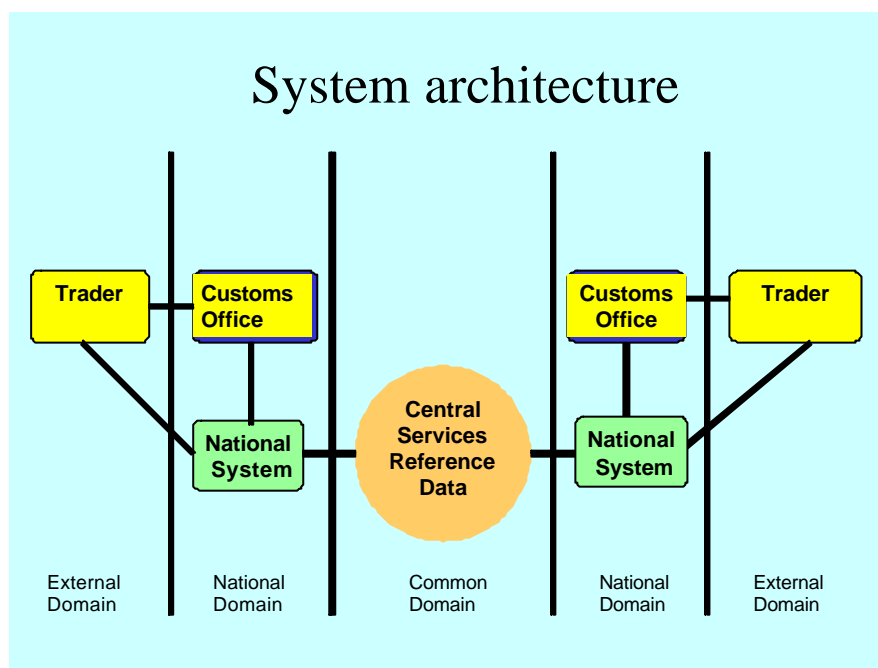 System architecture
Trader
Customs
Office
Customs
Office
Trader
Central
Services
Reference
Data
National
System
National
System
External
Domain
National
Domain
Common
Domain
National
Domain
External
Domain